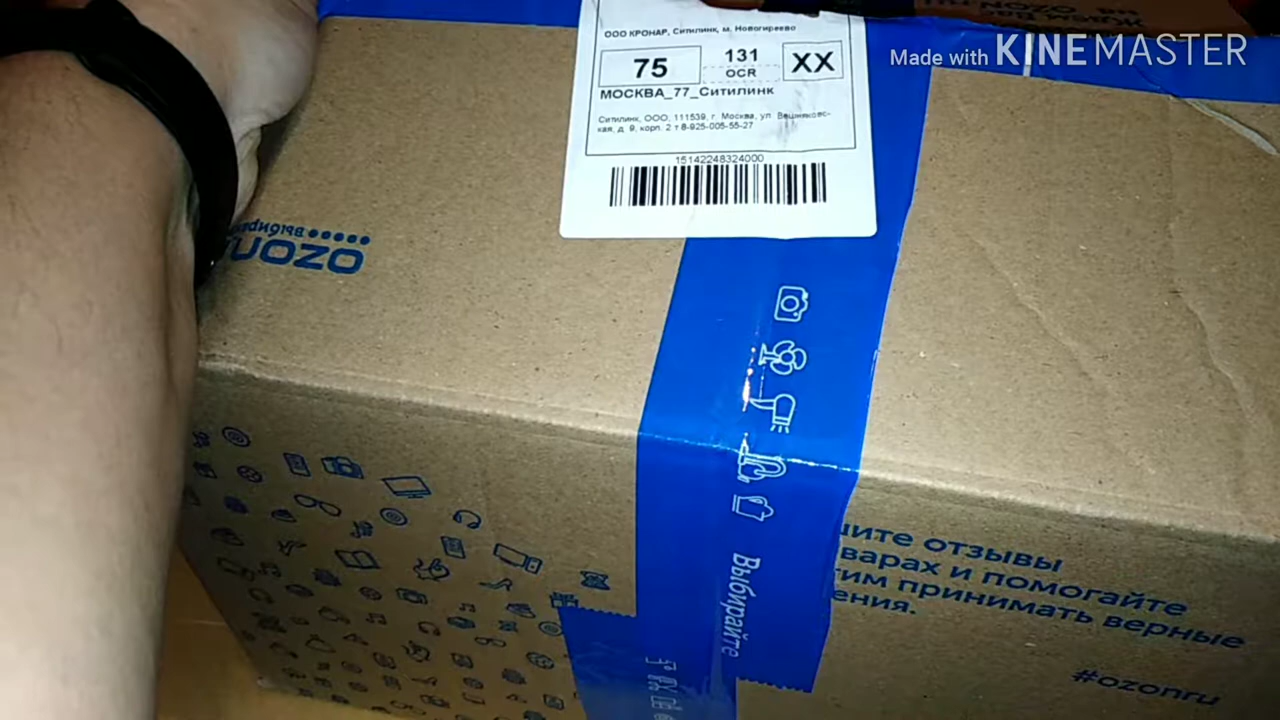 ООО КРОНАР, Ситилинк, м. Новогиреево
75
131
OCR
XX
МОСКВА_77_Ситилинк
Ситилинк, ООО, 111539, г. Москва, ул. Вешняковс-
кая, д. 9, корп. 2 т 8-925-005-55-27
15142248324000
Made with KINEMASTER
ozon
Выбирайте
шите отзывы
варах и помогайте
тим принимать верные
ения.
#ozonru